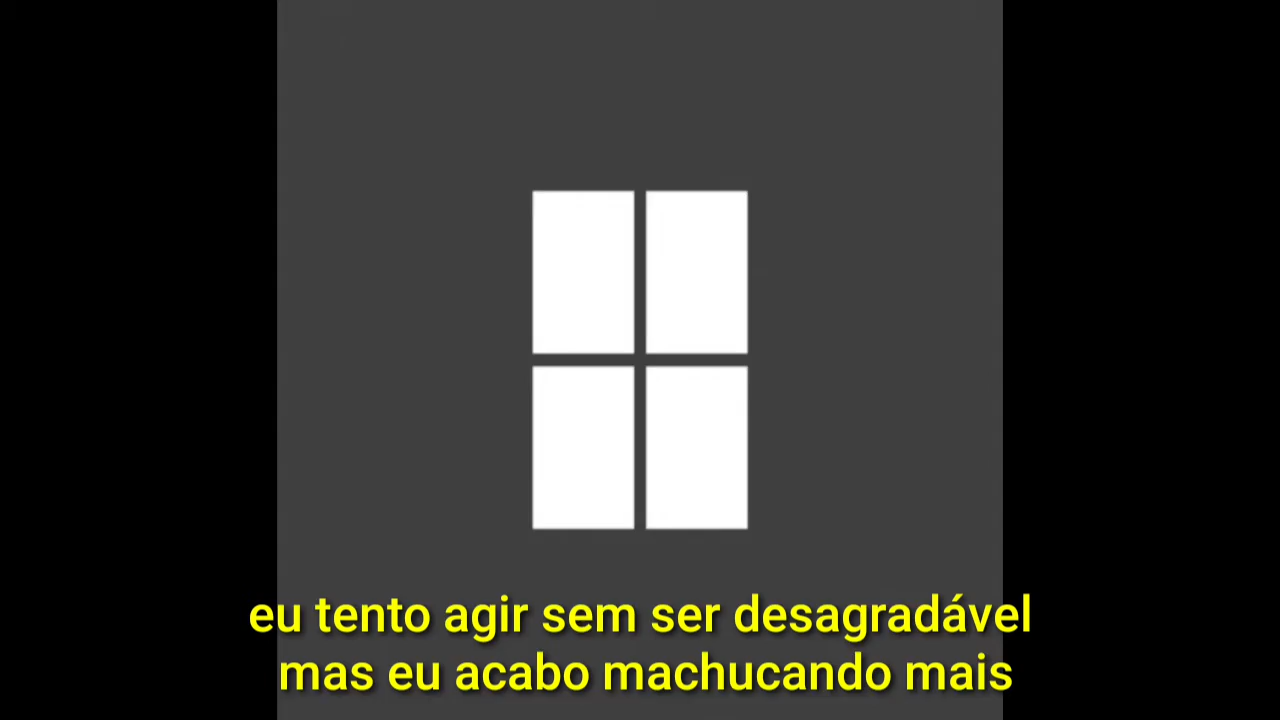 eu tento agir sem ser desagradável
mas eu acabo machucando mais